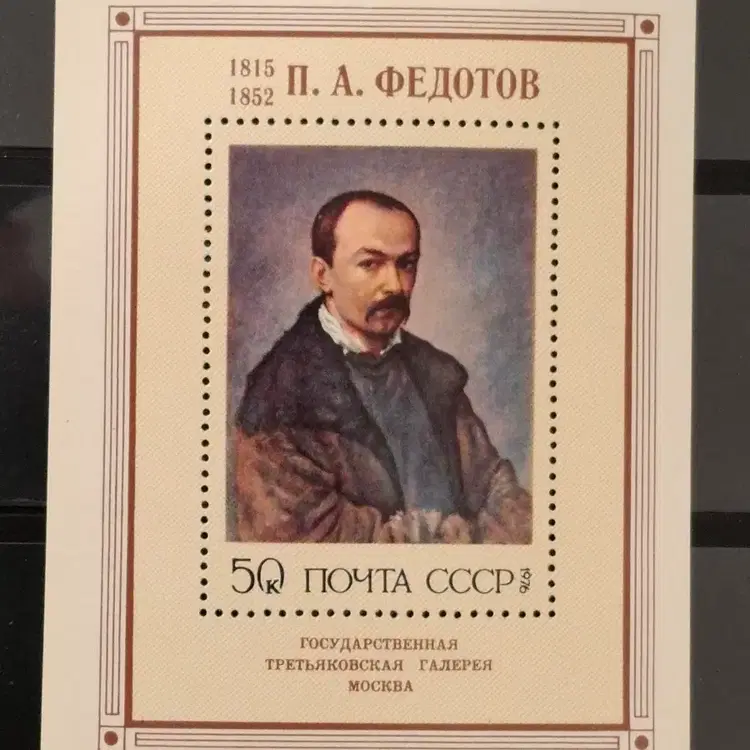 1815
1852
П. А. ФЕДОТОВ
50к ПОЧТА СССР 1976
ГОСУДАРСТВЕННАЯ
ТРЕТЬЯКОВСКАЯ ГАЛЕРЕЯ
МОСКВА